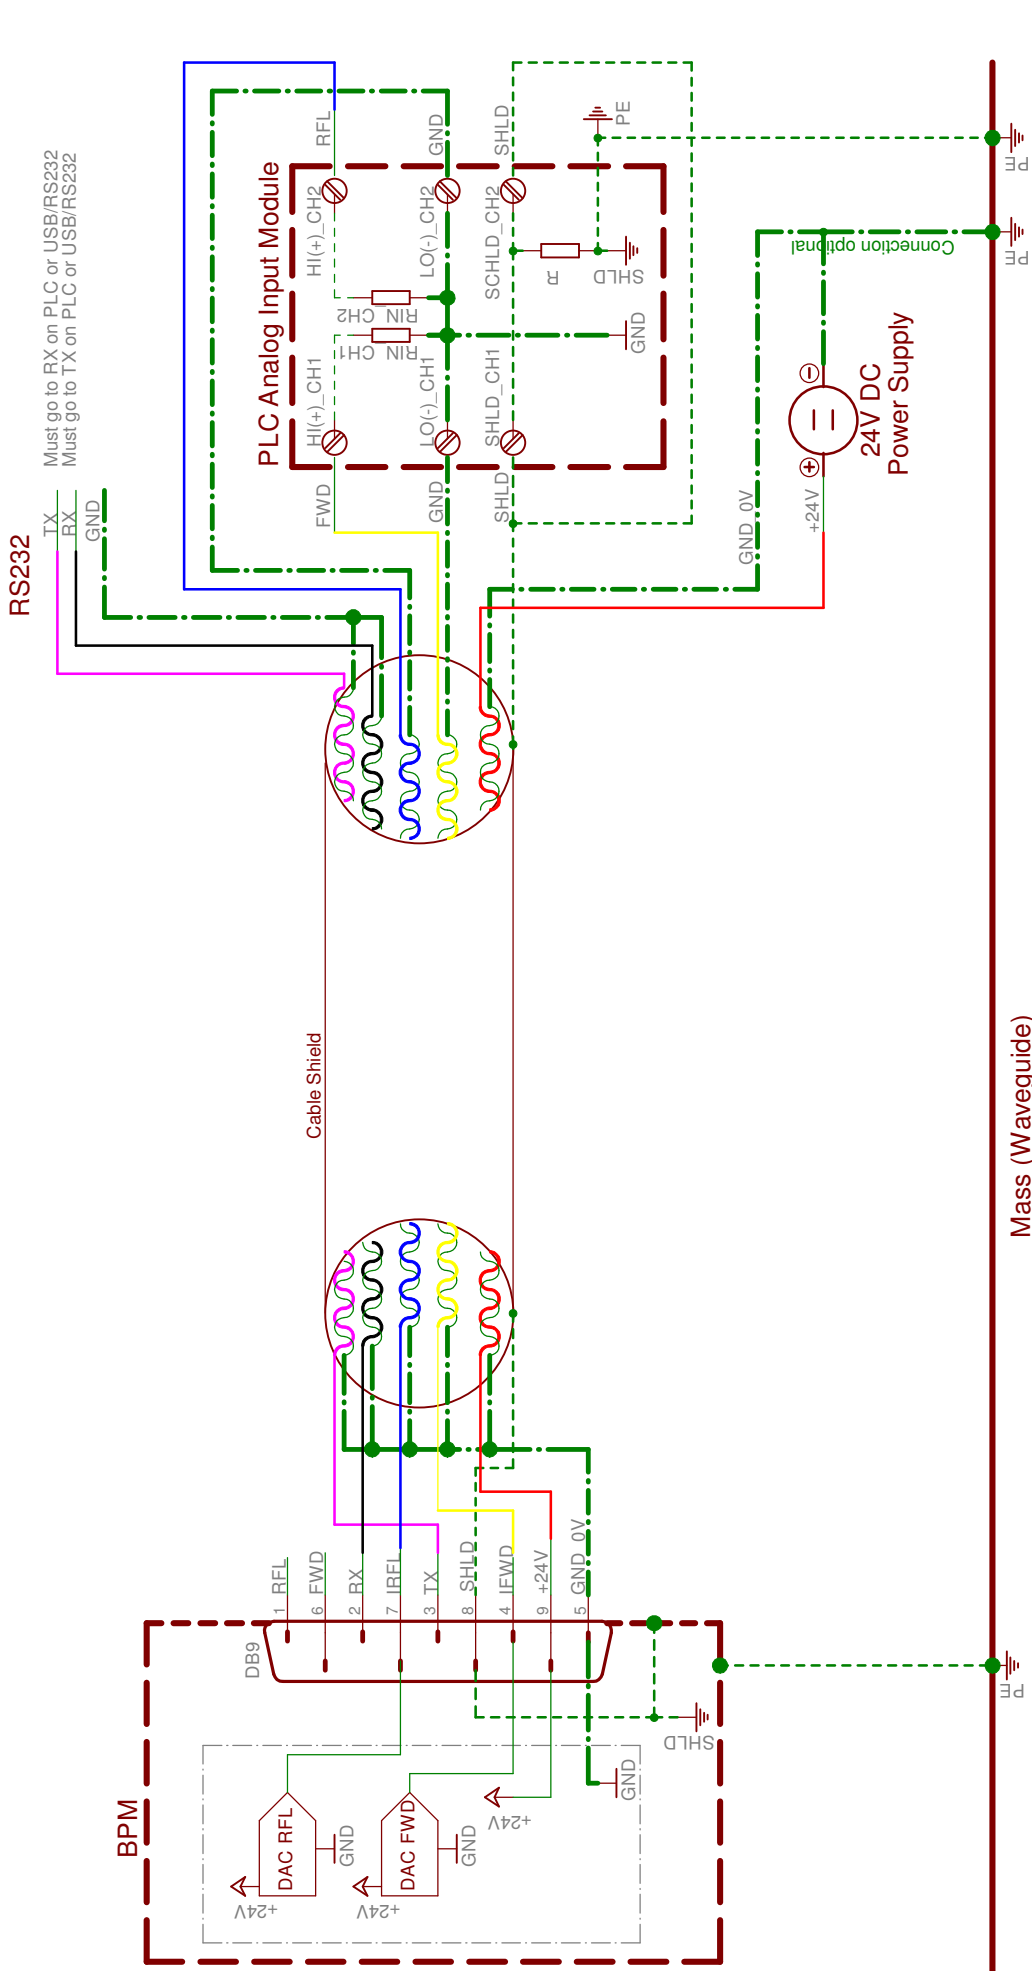 RS232
TX
RX
GND
Must go to RX on PLC or USB/RS232
Must go to TX on PLC or USB/RS232
PLC Analog Input Module
RFL
GND
SHLD
HI(+)_CH2
LO(-)_CH2
SCHLD_CH2
RIN_CH2
RIN_CH1
R
SHLD
PE
GND
HI(+)_CH1
LO(-)_CH1
SHLD_CH1
FWD
GND
SHLD
PE
PE
Connection optional
24V DC
Power Supply
GND_0V
+24V
Cable Shield
Mass (Waveguide)
BPM
DB9
1 RFL
6 FWD
2 RX
7 IRFL
3 TX
8 SHLD
4 IFWD
9 +24V
5 GND_0V
SHLD
PE
DAC RFL
+24V
GND
DAC FWD
+24V
GND
+24V
GND